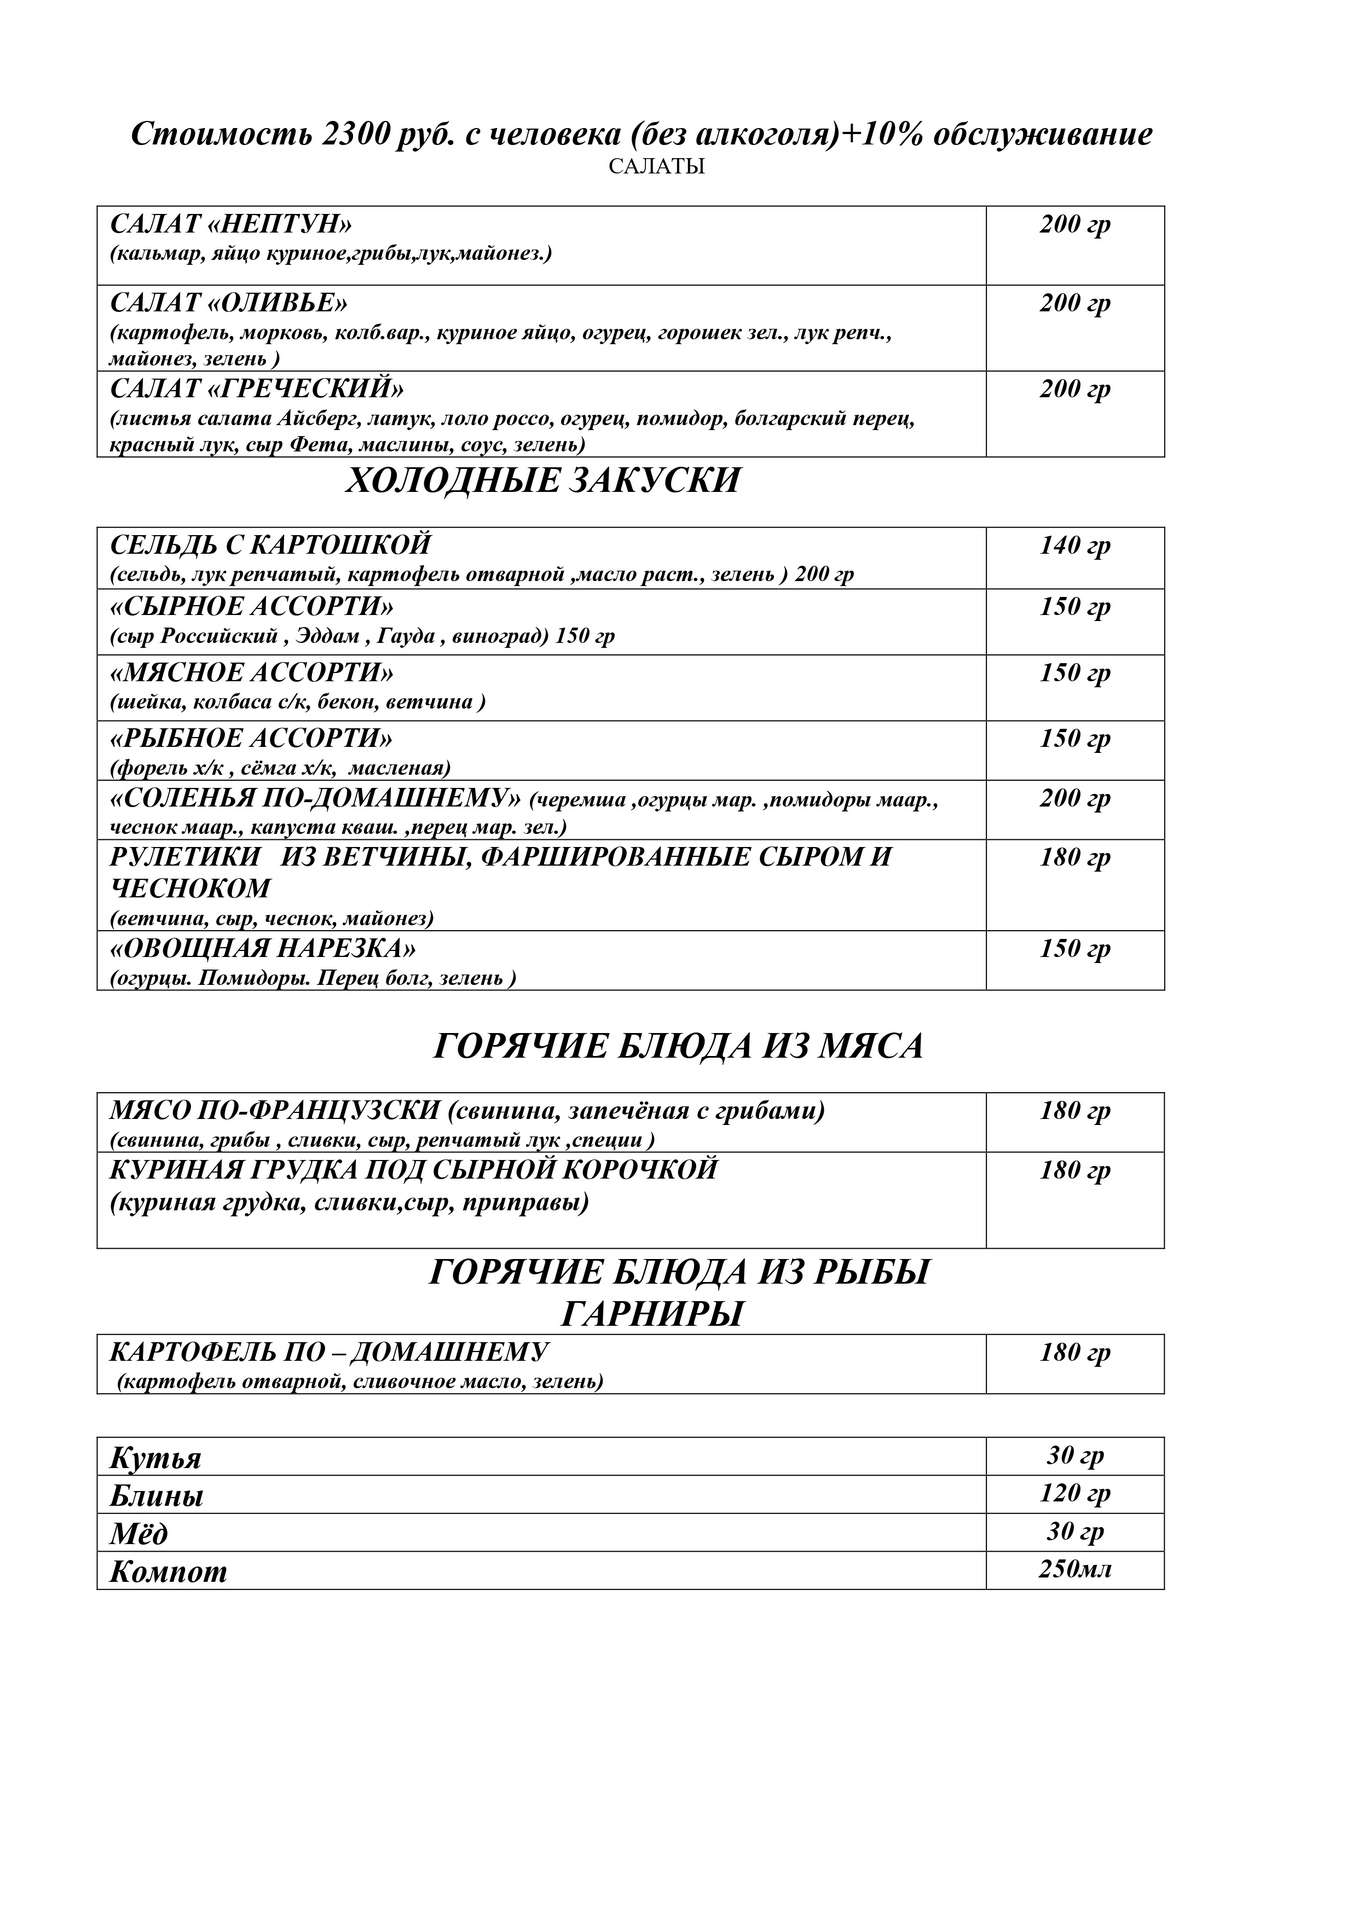 Стоимость 2300 руб. с человека (без алкоголя)+10% обслуживание
САЛАТЫ
САЛАТ «НЕПТУН»
200 гр
(кальмар, яйцо куриное,грибы,лук,майонез.)
САЛАТ «ОЛИВЬЕ»
200 гр
(картофель, морковь, колб.вар., куриное яйцо, огурец, горошек зел., лук репч.,
майонез, зелень )
САЛАТ «ГРЕЧЕСКИЙ»
200 гр
(листья салата Айсберг, латук, лоло россо, огурец, помидор, болгарский перец,
красный лук, сыр Фета, маслины, соус, зелень)
ХОЛОДНЫЕ ЗАКУСКИ
СЕЛЬДЬ С КАРТОШКОЙ
140 гр
(сельдь, лук репчатый, картофель отварной ,масло раст., зелень ) 200 гр
«СЫРНОЕ АССОРТИ»
150 гр
(сыр Российский , Эддам , Гауда , виноград) 150 гр
«МЯСНОЕ АССОРТИ»
150 гр
(шейка, колбаса с/к, бекон, ветчина )
«РЫБНОЕ АССОРТИ»
150 гр
(форель х/к , сёмга х/к, масленая)
«СОЛЕНЬЯ ПО-ДОМАШНЕМУ» (черемша ,огурцы мар. ,помидоры маар.,
200 гр
чеснок маар., капуста кваш. ,перец мар. зел.)
РУЛЕТИКИ ИЗ ВЕТЧИНЫ, ФАРШИРОВАННЫЕ СЫРОМ И
180 гр
ЧЕСНОКОМ
(ветчина, сыр, чеснок, майонез)
«ОВОЩНАЯ НАРЕЗКА»
150 гр
(огурцы. Помидоры. Перец болг, зелень )
ГОРЯЧИЕ БЛЮДА ИЗ МЯСА
МЯСО ПО-ФРАНЦУЗСКИ (свинина, запечёная с грибами)
180 гр
(свинина, грибы , сливки, сыр, репчатый лук ,специи )
КУРИНАЯ ГРУДКА ПОД СЫРНОЙ КОРОЧКОЙ
180 гр
(куриная грудка, сливки,сыр, приправы)
ГОРЯЧИЕ БЛЮДА ИЗ РЫБЫ
ГАРНИРЫ
КАРТОФЕЛЬ ПО – ДОМАШНЕМУ
180 гр
(картофель отварной, сливочное масло, зелень)
Кутья
30 гр
Блины
120 гр
Мёд
30 гр
Компот
250мл